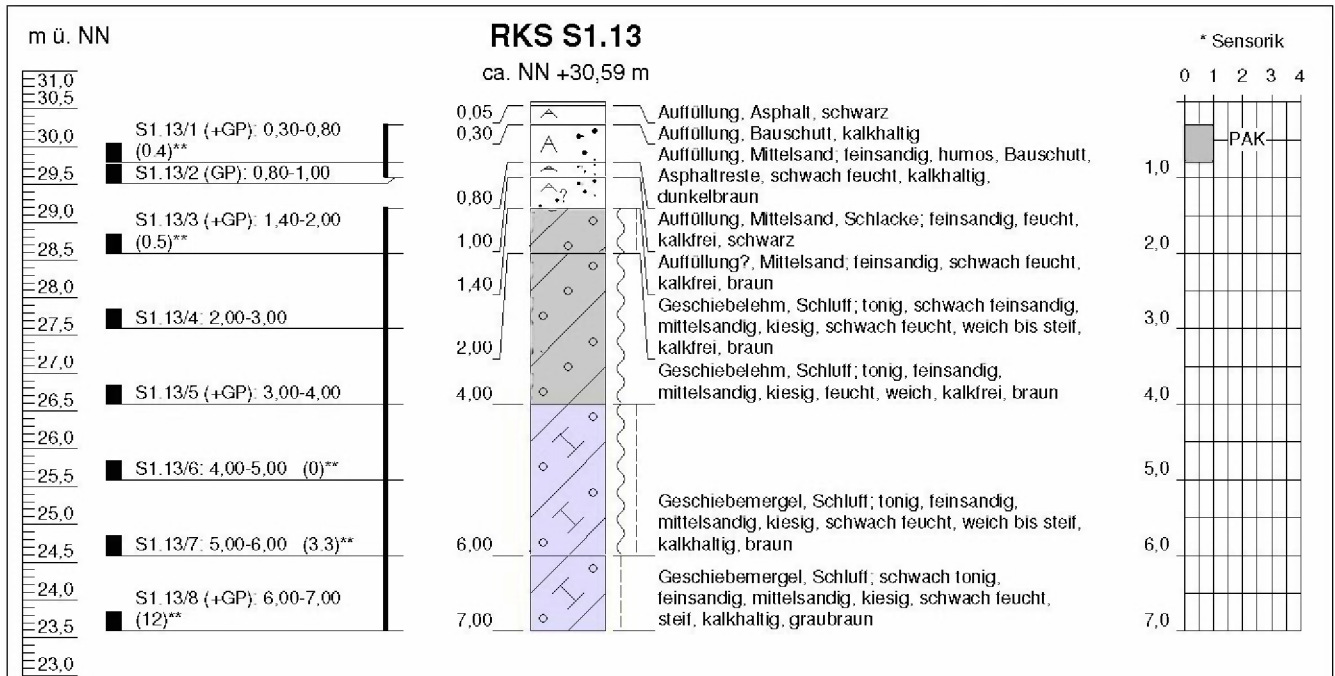 m ü. NN
RKS S1.13
ca. NN +30,59 m
* Sensorik
0 1 2 3 4
31,0
30,5
30,0
29,5
29,0
28,5
28,0
27,5
27,0
26,5
26,0
25,5
25,0
24,5
24,0
23,5
23,0
S1.13/1 (+GP): 0,30-0,80
(0.4)**
S1.13/2 (GP): 0,80-1,00
S1.13/3 (+GP): 1,40-2,00
(0.5)**
S1.13/4: 2,00-3,00
S1.13/5 (+GP): 3,00-4,00
S1.13/6: 4,00-5,00 (0)**
S1.13/7: 5,00-6,00 (3.3)**
S1.13/8 (+GP): 6,00-7,00
(12)**
0,05
0,30
0,80
1,00
1,40
2,00
4,00
6,00
7,00
A
?
Auffüllung, Asphalt, schwarz
Auffüllung, Bauschutt, kalkhaltig
Auffüllung, Mittelsand; feinsandig, humos, Bauschutt,
Asphaltreste, schwach feucht, kalkhaltig,
dunkelbraun
Auffüllung, Mittelsand, Schlacke; feinsandig, feucht,
kalkfrei, schwarz
Auffüllung?, Mittelsand; feinsandig, schwach feucht,
kalkfrei, braun
Geschiebelehm, Schluff; tonig, schwach feinsandig,
mittelsandig, kiesig, schwach feucht, weich bis steif,
kalkfrei, braun
Geschiebelehm, Schluff; tonig, feinsandig,
mittelsandig, kiesig, feucht, weich, kalkfrei, braun
Geschiebemergel, Schluff; tonig, feinsandig,
mittelsandig, kiesig, schwach feucht, weich bis steif,
kalkhaltig, braun
Geschiebemergel, Schluff; schwach tonig,
feinsandig, mittelsandig, kiesig, schwach feucht,
steif, kalkhaltig, graubraun
PAK
1,0
2,0
3,0
4,0
5,0
6,0
7,0